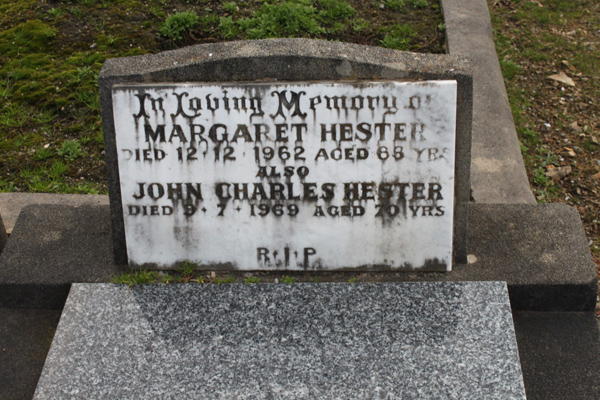 In Loving Memory of
MARGARET HESTER
DIED 12·12·1962 AGED 68 YRS
ALSO
JOHN CHARLES HESTER
DIED 9·7·1969 AGED 70 YRS
R·I·P